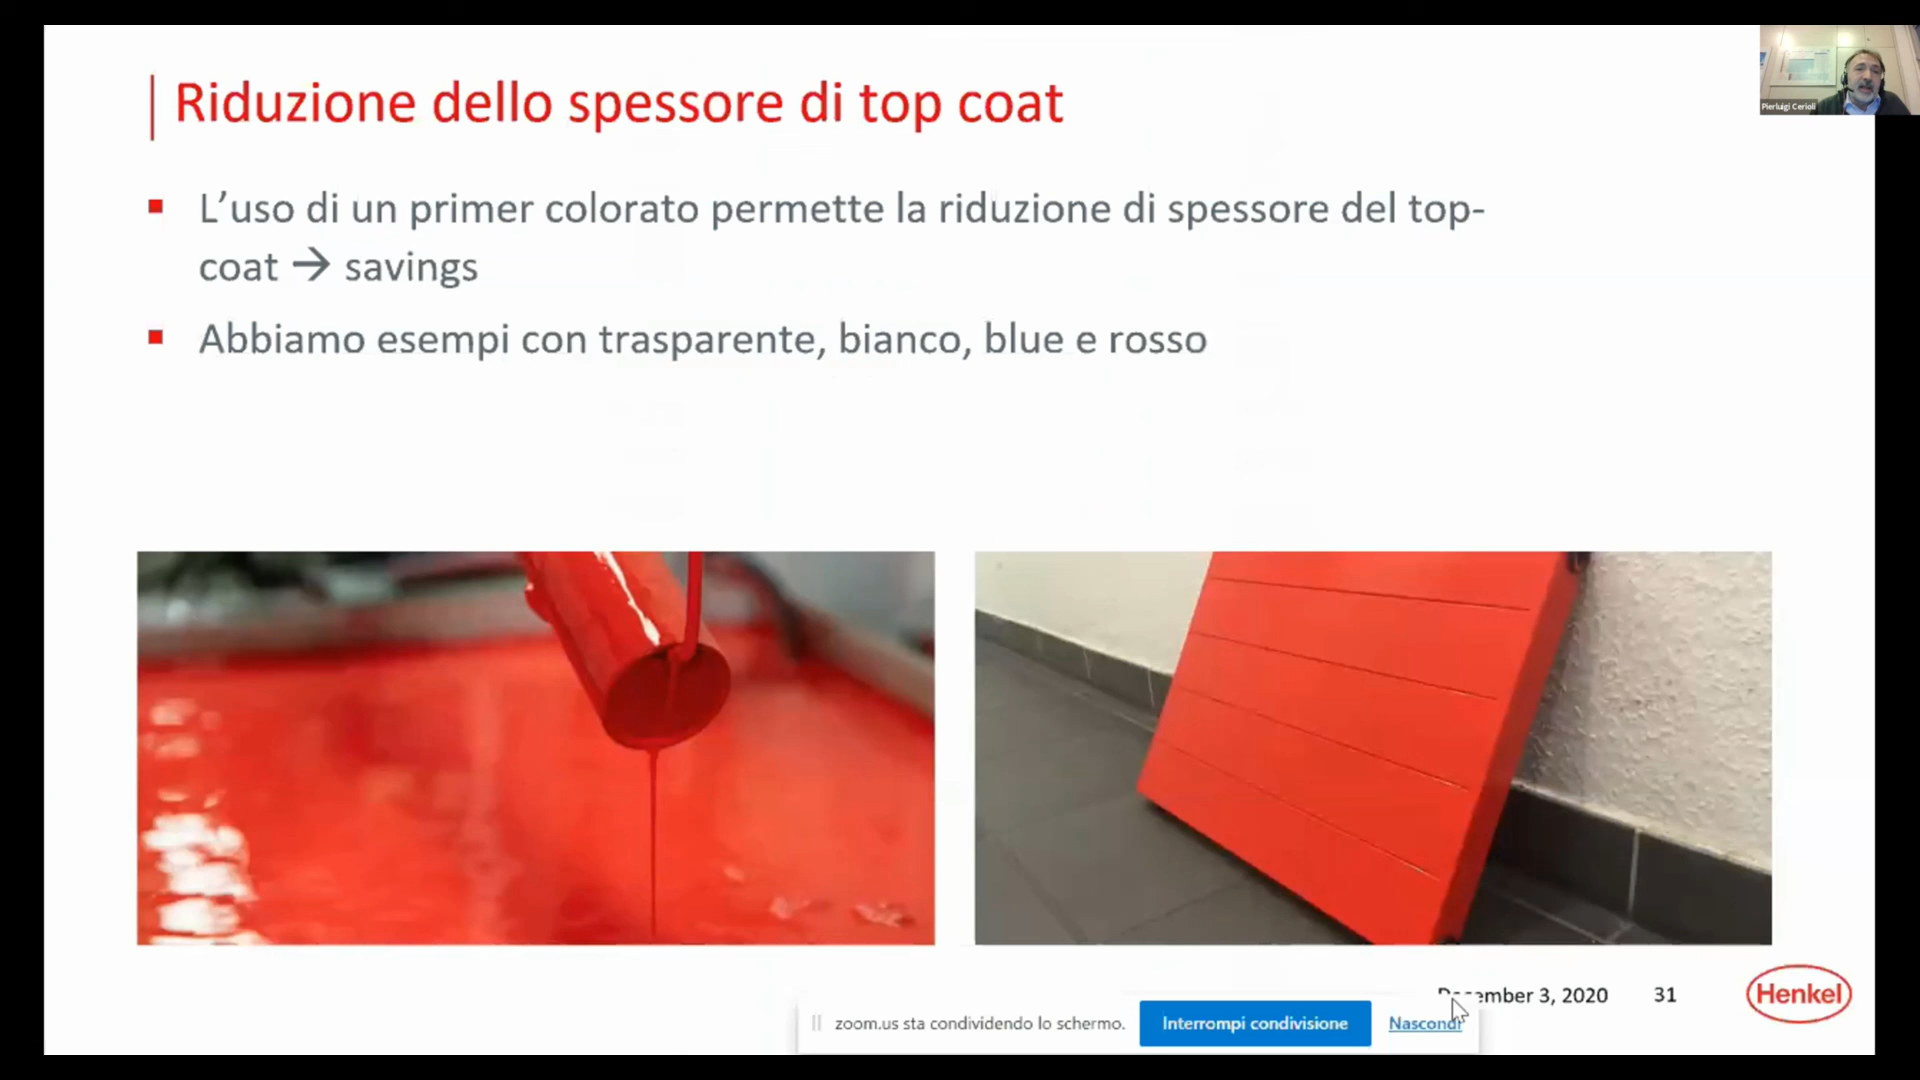 Riduzione dello spessore di top coat
Pierluigi Cerioli
▪ L’uso di un primer colorato permette la riduzione di spessore del top-
coat → savings
▪ Abbiamo esempi con trasparente, bianco, blue e rosso
December 3, 2020 31 Henkel
zoom.us sta condividendo lo schermo. Interrompi condivisione Nascondi